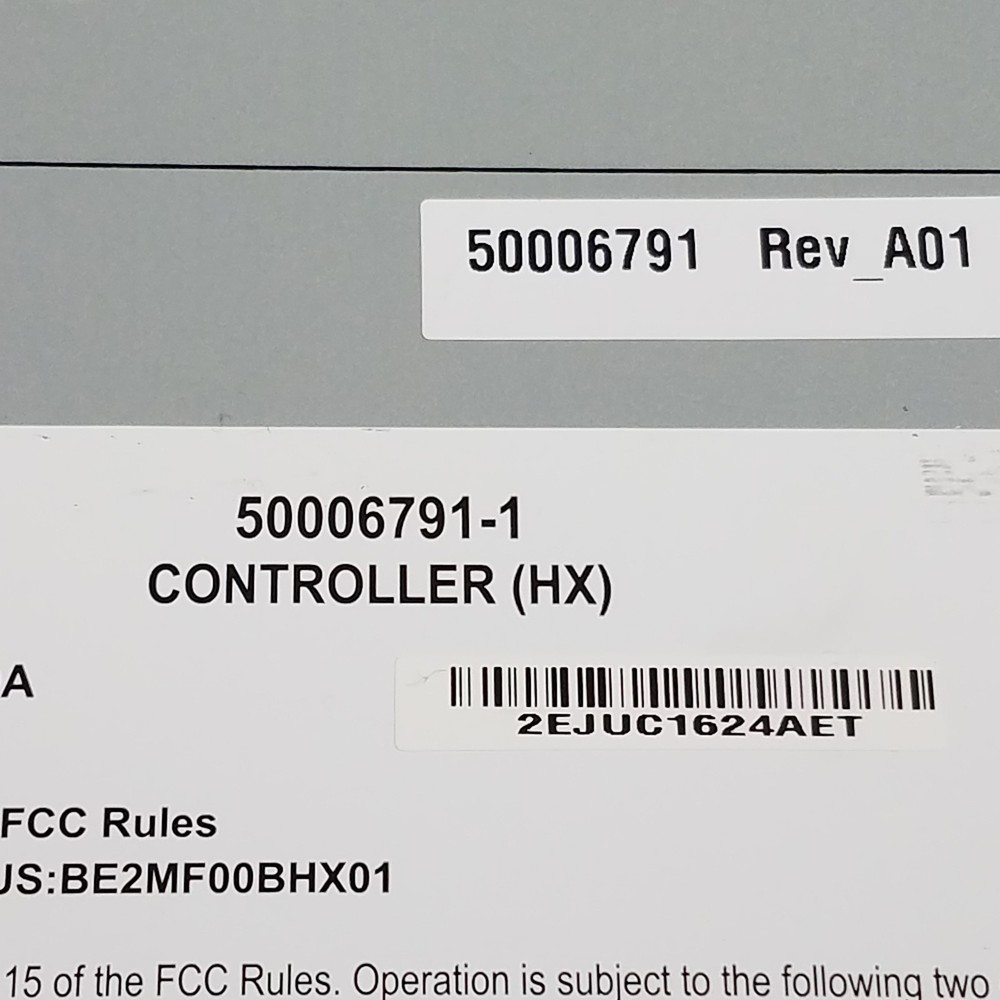 50006791 Rev_A01
50006791-1
CONTROLLER (HX)
A
2EJUC1624AET
FCC Rules
US:BE2MF00BHX01
15 of the FCC Rules. Operation is subject to the following two